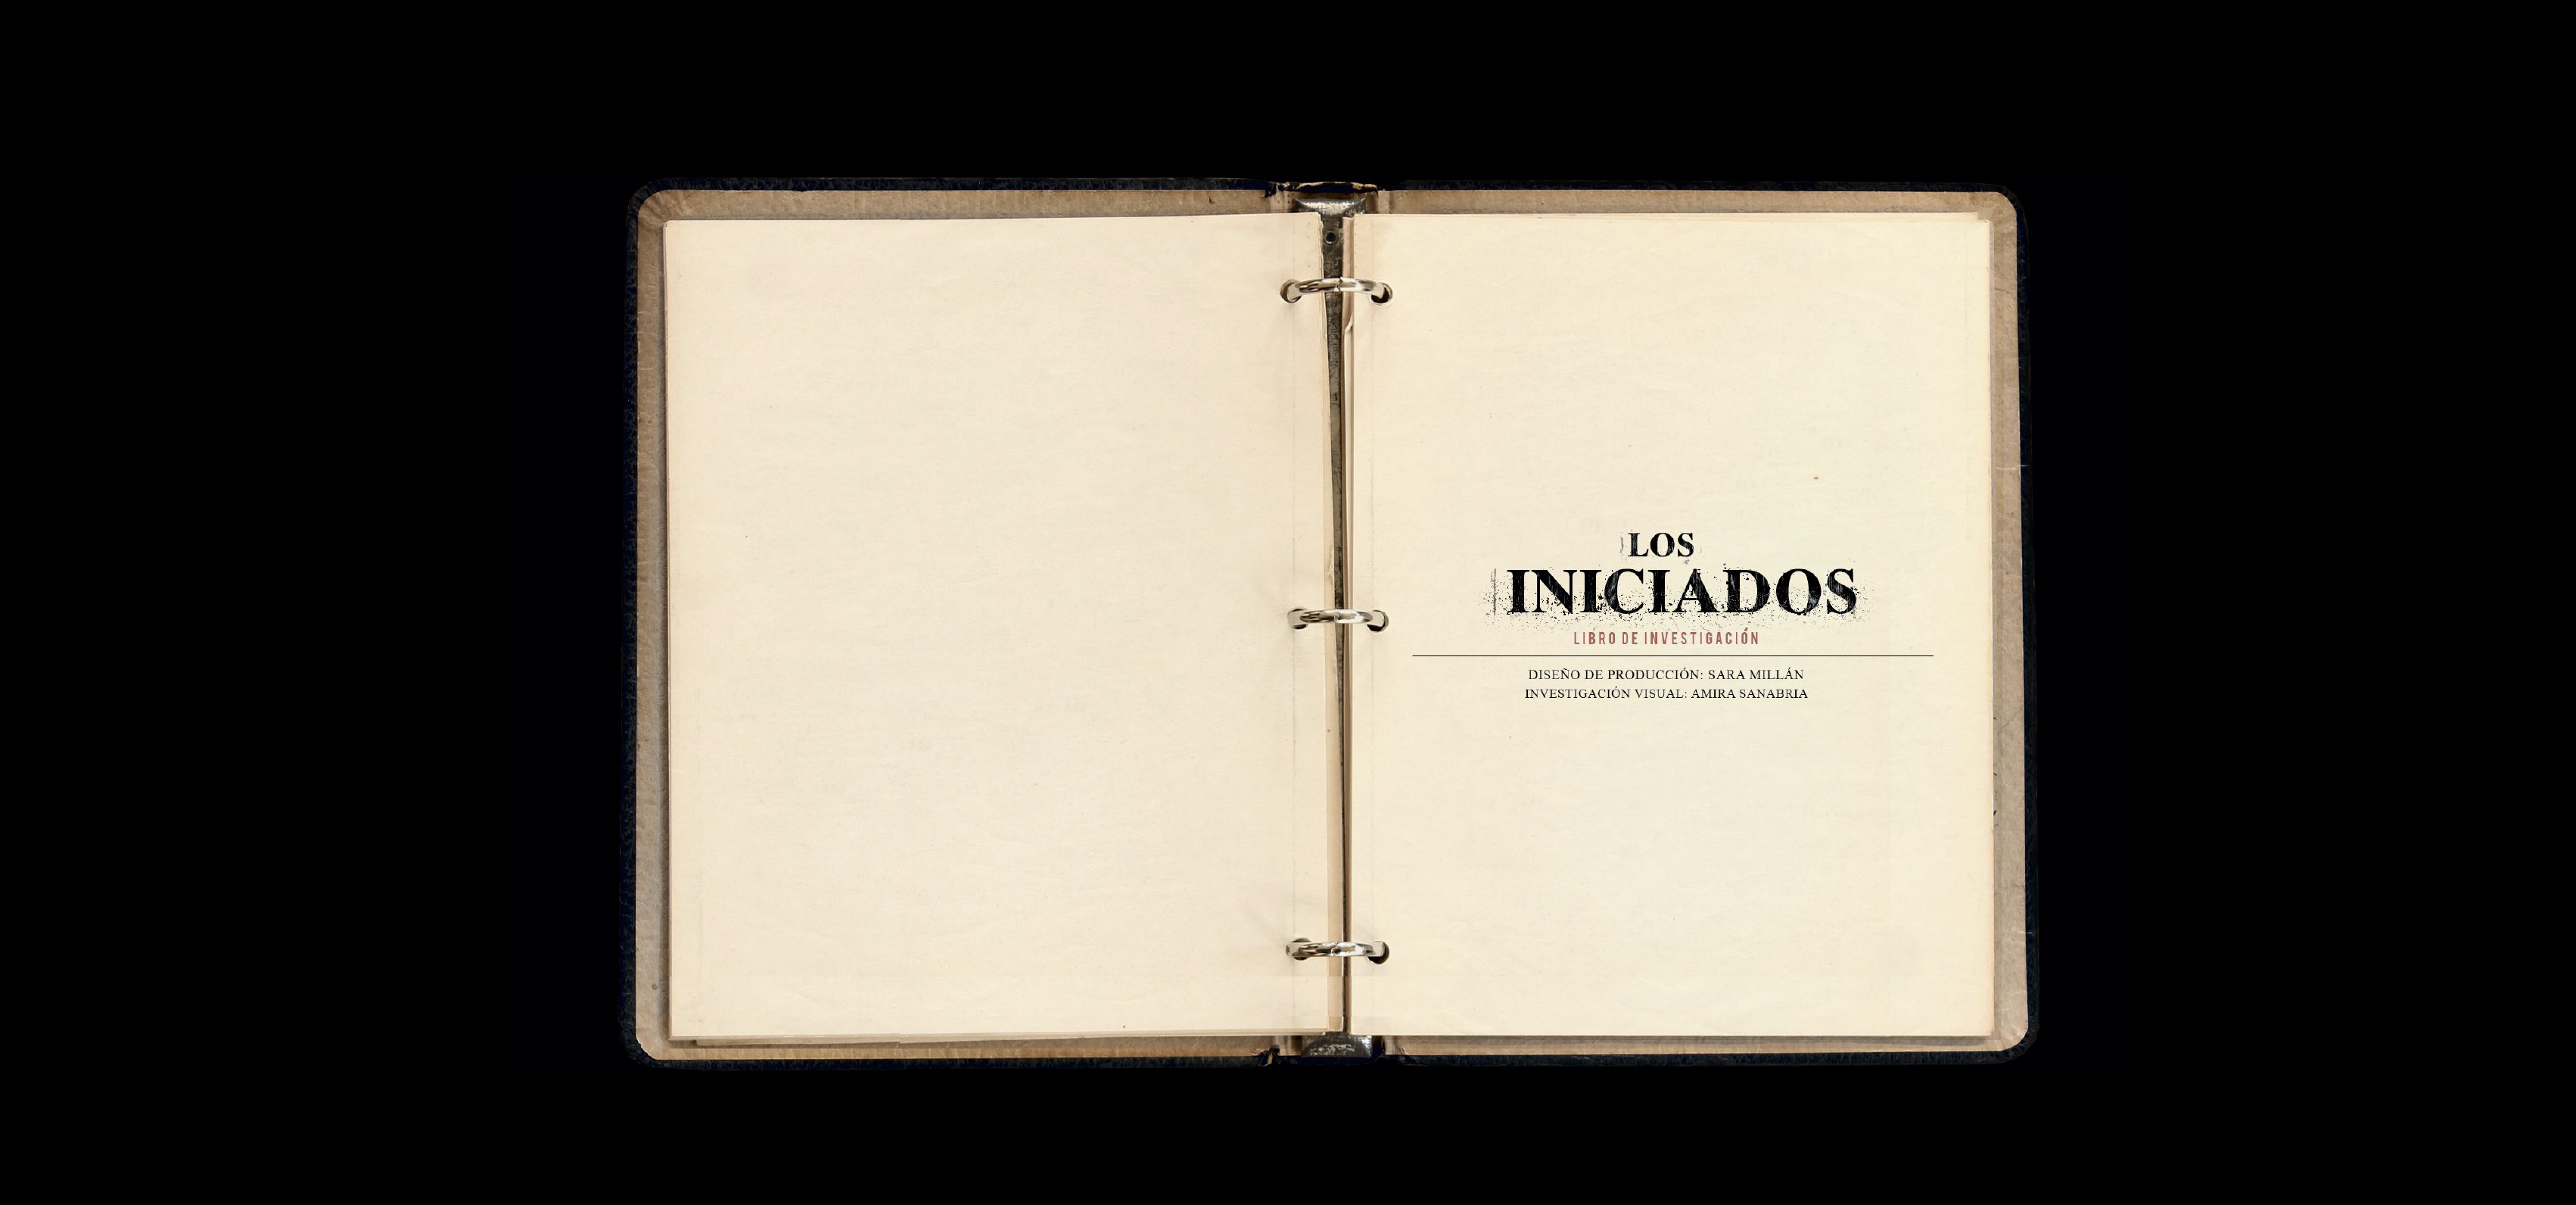 LOS
INICIADOS
LIBRO DE INVESTIGACIÓN
DISEÑO DE PRODUCCIÓN: SARA MILLÁN
INVESTIGACIÓN VISUAL: AMIRA SANABRIA